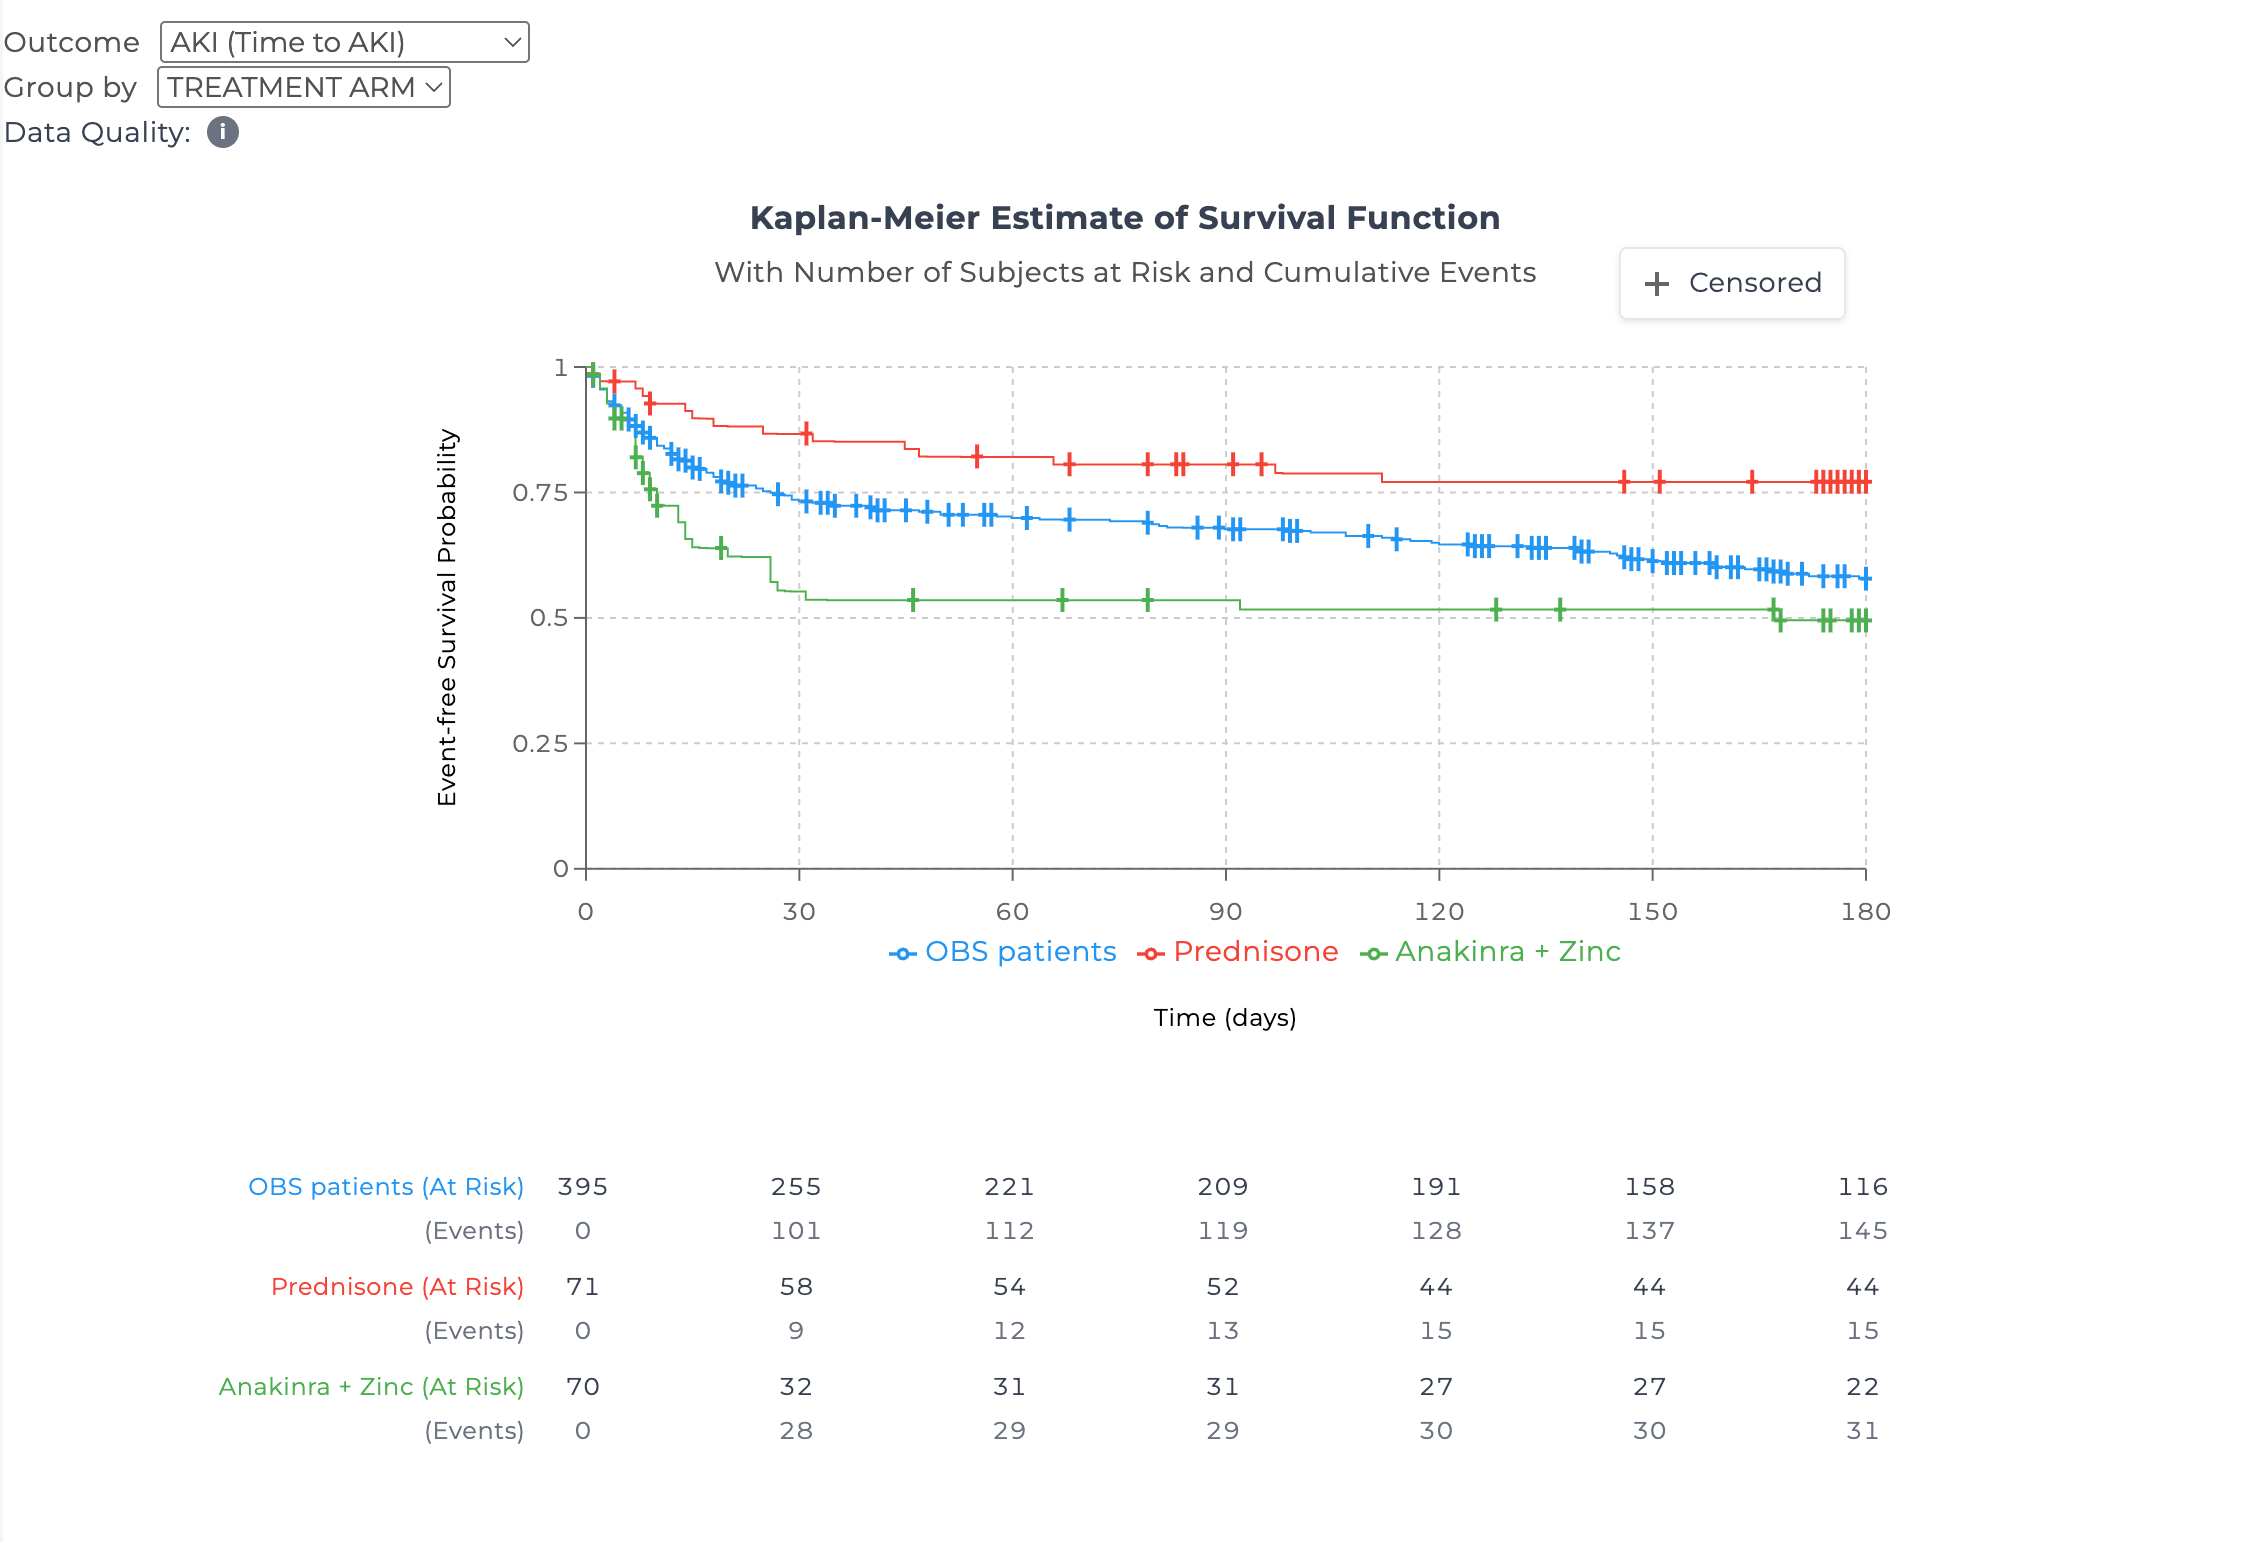 Outcome AKI (Time to AKI)
Group by TREATMENT ARM
Data Quality: i
Kaplan-Meier Estimate of Survival Function
With Number of Subjects at Risk and Cumulative Events
+ Censored
1
0.75
0.5
0.25
0
Event-free Survival Probability
0 30 60 90 120 150 180
OBS patients Prednisone Anakinra + Zinc
Time (days)
OBS patients (At Risk) 395 255 221 209 191 158 116
(Events) 0 101 112 119 128 137 145
Prednisone (At Risk) 71 58 54 52 44 44 44
(Events) 0 9 12 13 15 15 15
Anakinra + Zinc (At Risk) 70 32 31 31 27 27 22
(Events) 0 28 29 29 30 30 31